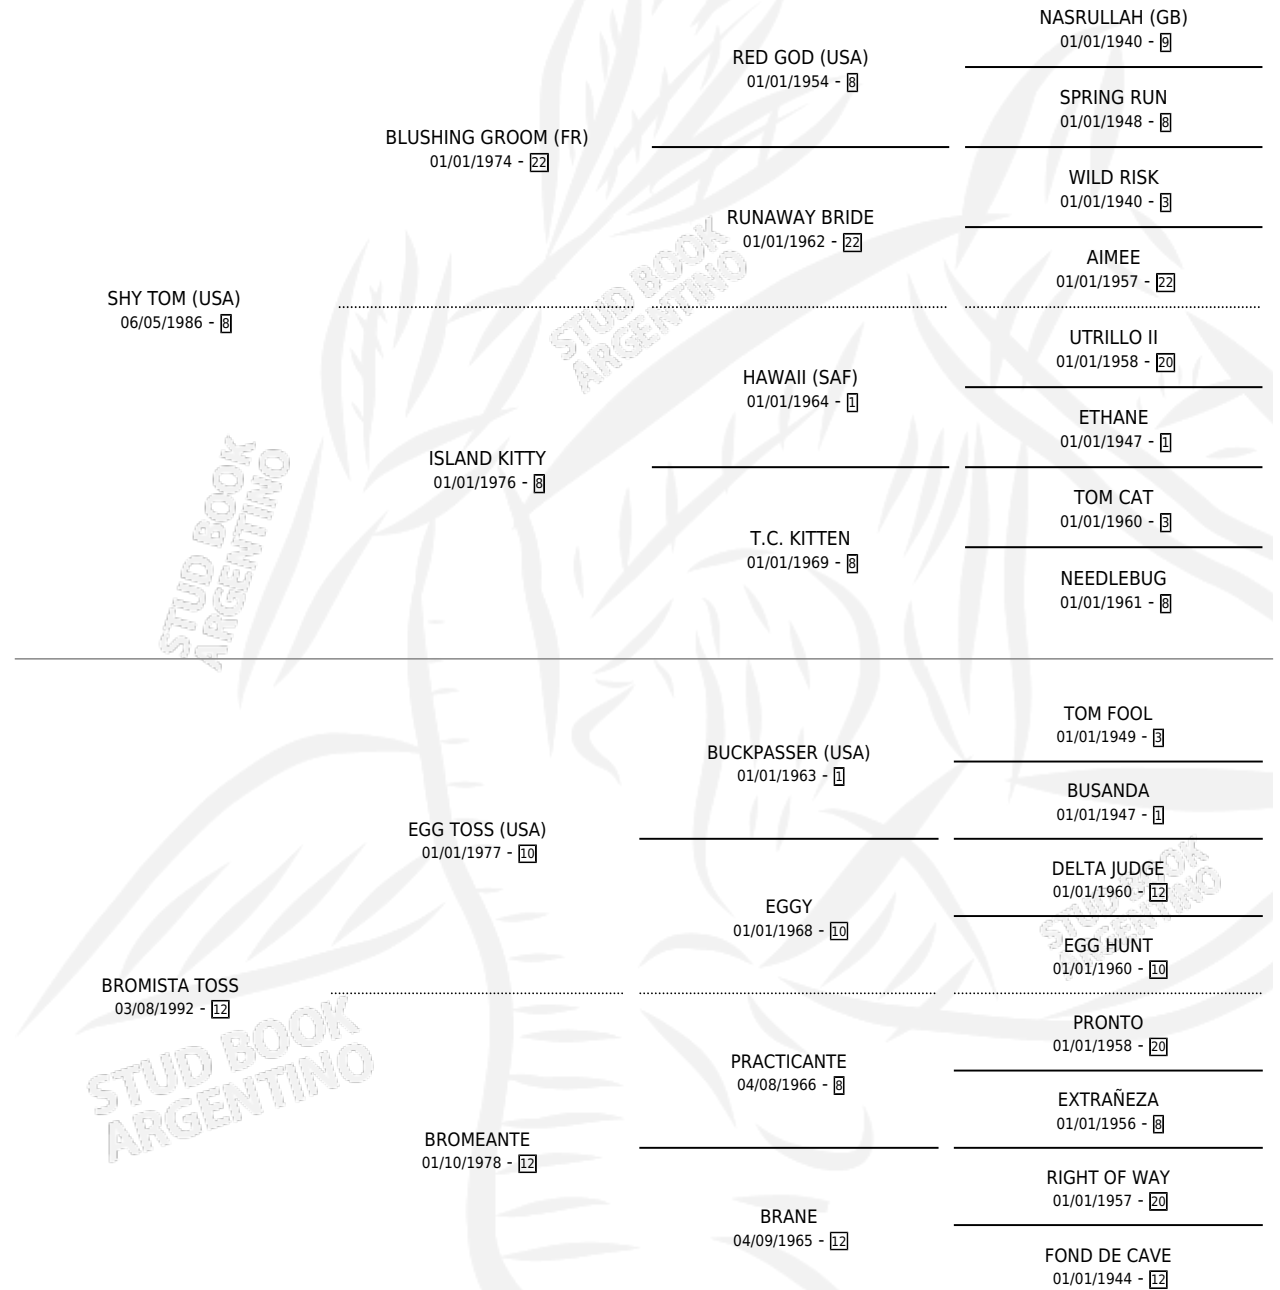 NASRULLAH (GB)
01/01/1940 - 9
RED GOD (USA)
01/01/1954 - 8
SPRING RUN
01/01/1948 - 8
BLUSHING GROOM (FR)
01/01/1974 - 22
WILD RISK
01/01/1940 - 3
RUNAWAY BRIDE
01/01/1962 - 22
AIMEE
01/01/1957 - 22
SHY TOM (USA)
06/05/1986 - 8
UTRILLO II
01/01/1958 - 20
HAWAII (SAF)
01/01/1964 - 1
ETHANE
01/01/1947 - 1
ISLAND KITTY
01/01/1976 - 8
TOM CAT
01/01/1960 - 3
T.C. KITTEN
01/01/1969 - 8
NEEDLEBUG
01/01/1961 - 8
TOM FOOL
01/01/1949 - 3
BUCKPASSER (USA)
01/01/1963 - 1
BUSANDA
01/01/1947 - 1
EGG TOSS (USA)
01/01/1977 - 10
DELTA JUDGE
01/01/1960 - 12
EGGY
01/01/1968 - 10
EGG HUNT
01/01/1960 - 10
BROMISTA TOSS
03/08/1992 - 12
PRONTO
01/01/1958 - 20
PRACTICANTE
04/08/1966 - 8
EXTRAÑEZA
01/01/1956 - 8
BROMEANTE
01/10/1978 - 12
RIGHT OF WAY
01/01/1957 - 20
BRANE
04/09/1965 - 12
FOND DE CAVE
01/01/1944 - 12
STUD BOOK
ARGENTINO
STUD BOOK
ARGENTINO
STUD BOOK
ARGENTINO
STUD BOOK
ARGENTINO